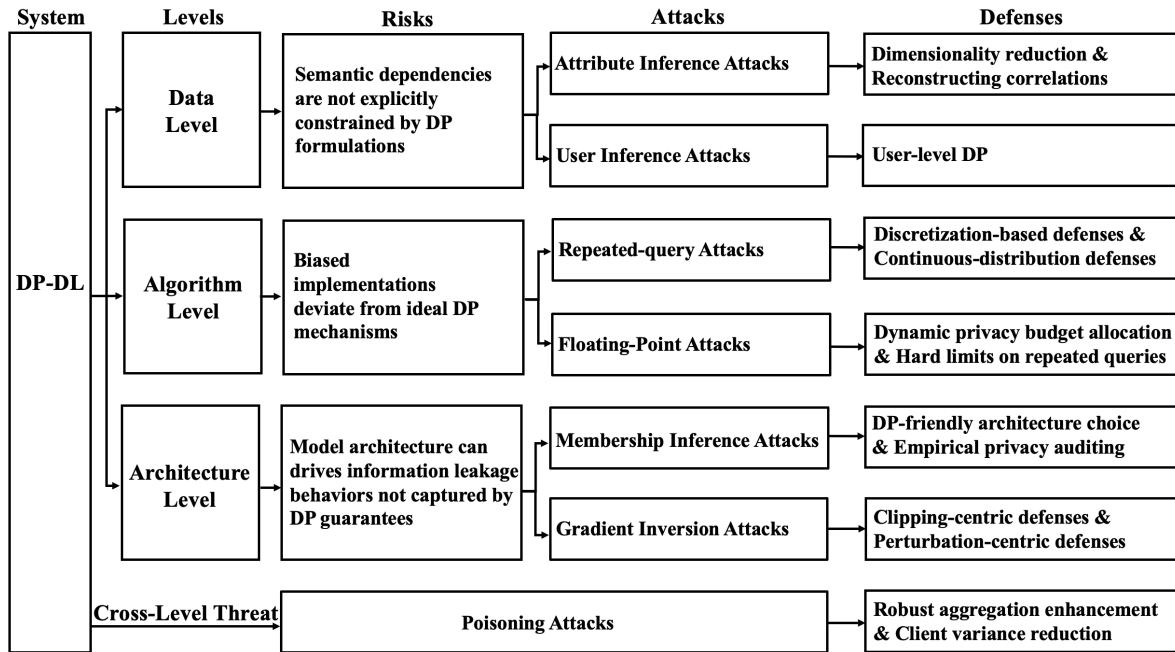 System
Levels
Risks
Attacks
Defenses
DP-DL
Data
Level
Semantic dependencies
are not explicitly
constrained by DP
formulations
Attribute Inference Attacks
Dimensionality reduction &
Reconstructing correlations
User Inference Attacks
User-level DP
Algorithm
Level
Biased
implementations
deviate from ideal DP
mechanisms
Repeated-query Attacks
Discretization-based defenses &
Continuous-distribution defenses
Floating-Point Attacks
Dynamic privacy budget allocation
& Hard limits on repeated queries
Architecture
Level
Model architecture can
drives information leakage
behaviors not captured by
DP guarantees
Membership Inference Attacks
DP-friendly architecture choice
& Empirical privacy auditing
Gradient Inversion Attacks
Clipping-centric defenses &
Perturbation-centric defenses
Cross-Level Threat
Poisoning Attacks
Robust aggregation enhancement
& Client variance reduction